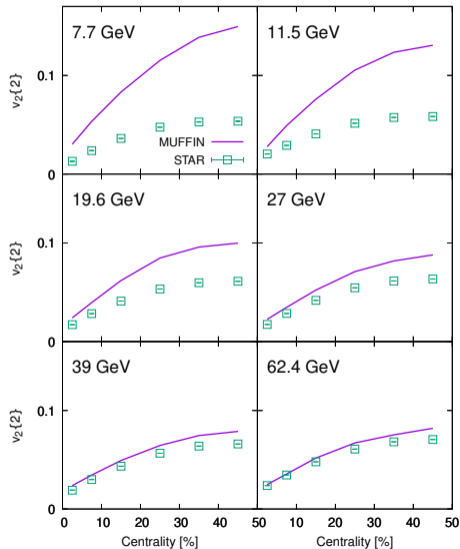 7.7 GeV
11.5 GeV
v2{2}
0.1
0
MUFFIN
STAR
19.6 GeV
27 GeV
v2{2}
0.1
0
39 GeV
62.4 GeV
v2{2}
0.1
0
0 10 20 30 40 50 10 20 30 40 50
Centrality [%]
Centrality [%]